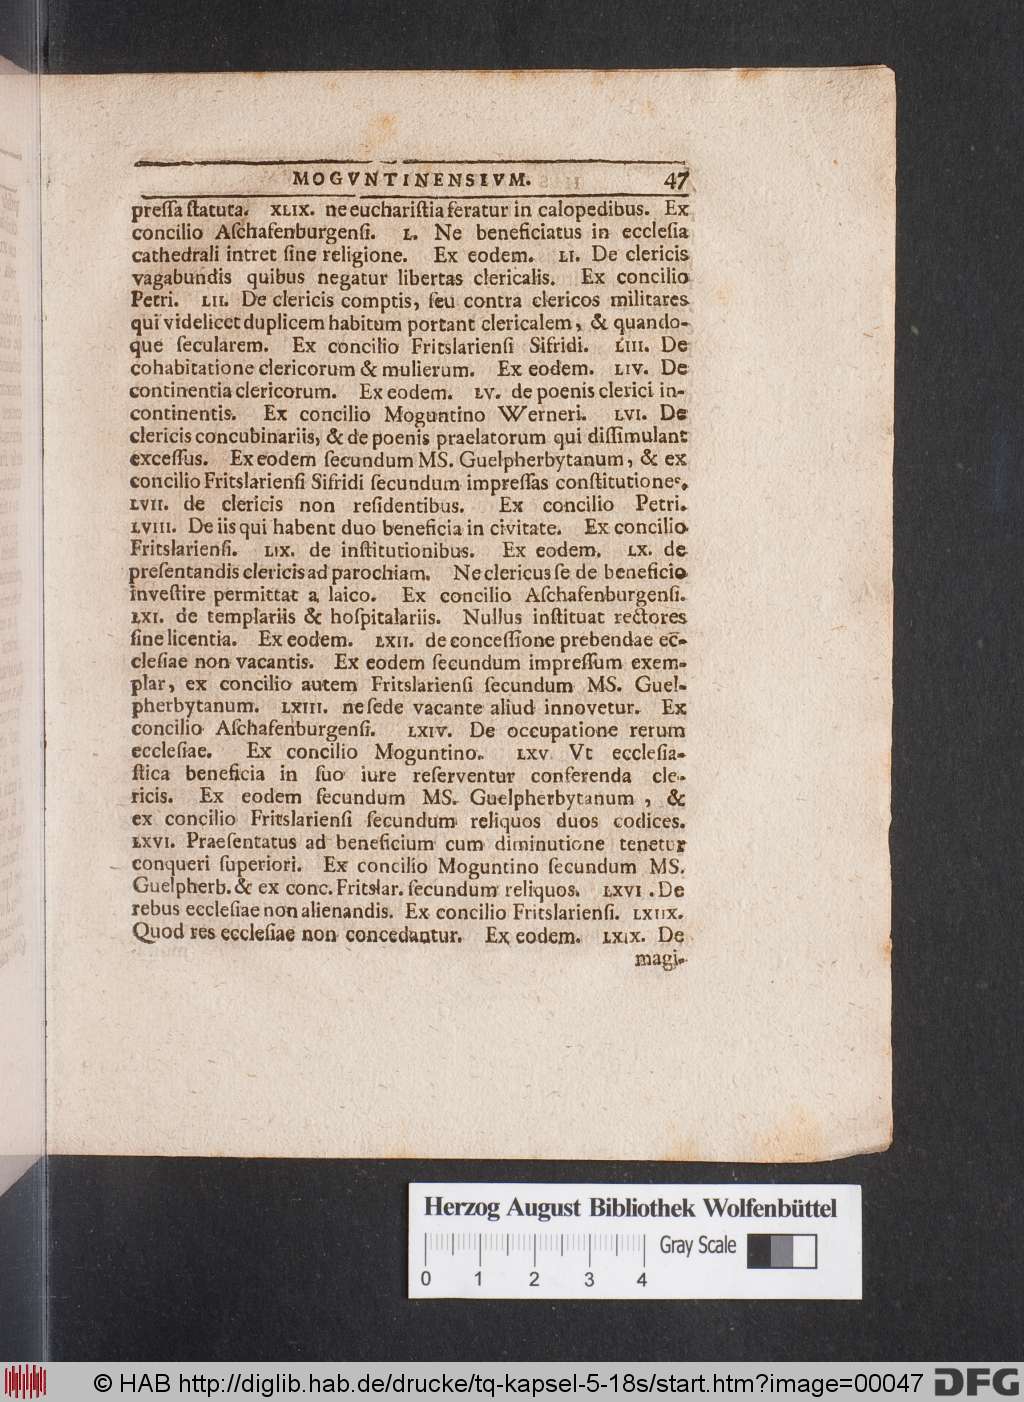 MOGVNTINENSIVM. 47
preſſa ſtatuta. XLIX. ne euchariſtia feratur in calopedibus. Ex
concilio Aſchafenburgenſi. L. Ne beneficiatus in eccleſia
cathedrali intret ſine religione. Ex eodem. LI. De clericis
vagabundis quibus negatur libertas clericalis. Ex concilio
Petri. LII. De clericis comptis, ſeu contra clericos militares
qui videlicet duplicem habitum portant clericalem, & quando-
que ſecularem. Ex concilio Fritslarienſi Sifridi. LIII. De
cohabitatione clericorum & mulierum. Ex eodem. LIV. De
continentia clericorum. Ex eodem. LV. de poenis clerici in-
continentis. Ex concilio Moguntino Werneri. LVI. De
clericis concubinariis, & de poenis praelatorum qui diſſimulant
exceſſus. Ex eodem ſecundum MS. Guelpherbytanum, & ex
concilio Fritslarienſi Sifridi ſecundum impreſſas conſtitutiones.
LVII. de clericis non reſidentibus. Ex concilio Petri.
LVIII. De iis qui habent duo beneficia in civitate. Ex concilio
Fritslarienſi. LIX. de inſtitutionibus. Ex eodem. LX. de
preſentandis clericis ad parochiam. Ne clericus ſe de beneficio
inveſtire permittat a laico. Ex concilio Aſchafenburgenſi.
LXI. de templariis & hoſpitalariis. Nullus inſtituat rectores
ſine licentia. Ex eodem. LXII. de conceſſione prebendae ec-
cleſiae non vacantis. Ex eodem ſecundum impreſſum exem-
plar, ex concilio autem Fritslarienſi ſecundum MS. Guel-
pherbytanum. LXIII. ne ſede vacante aliud innovetur. Ex
concilio Aſchafenburgenſi. LXIV. De occupatione rerum
eccleſiae. Ex concilio Moguntino. LXV Vt eccleſia-
ſtica beneficia in ſuo iure reſerventur conferenda cle-
ricis. Ex eodem ſecundum MS. Guelpherbytanum, &
ex concilio Fritslarienſi ſecundum reliquos duos codices.
LXVI. Praeſentatus ad beneficium cum diminutione tenetur
conqueri ſuperiori. Ex concilio Moguntino ſecundum MS.
Guelpherb. & ex conc. Fritslar. ſecundum reliquos. LXVI . De
rebus eccleſiae non alienandis. Ex concilio Fritslarienſi. LXIIX.
Quod res eccleſiae non concedantur. Ex eodem. LXIX. De
magi-
Herzog August Bibliothek Wolfenbüttel
Gray Scale
0 1 2 3 4
© HAB http://diglib.hab.de/drucke/tq-kapsel-5-18s/start.htm?image=00047 DFG